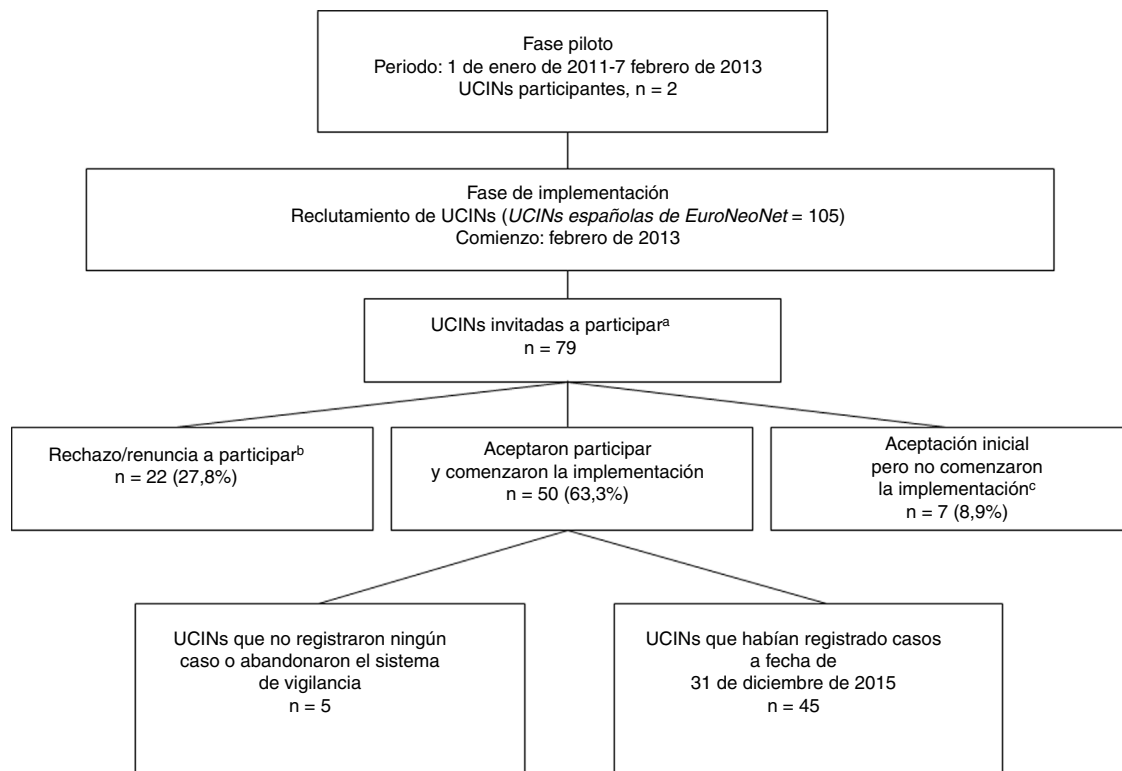 Fase piloto
Periodo: 1 de enero de 2011-7 febrero de 2013
UCINs participantes, n = 2
Fase de implementación
Reclutamiento de UCINs (UCINs españolas de EuroNeoNet = 105)
Comienzo: febrero de 2013
UCINs invitadas a participarᵃ
n = 79
Rechazo/renuncia a participarᵇ
n = 22 (27,8%)
Aceptaron participar
y comenzaron la implementación
n = 50 (63,3%)
Aceptación inicial
pero no comenzaron
la implementaciónᶜ
n = 7 (8,9%)
UCINs que no registraron ningún
caso o abandonaron el sistema
de vigilancia
n = 5
UCINs que habían registrado casos
a fecha de
31 de diciembre de 2015
n = 45